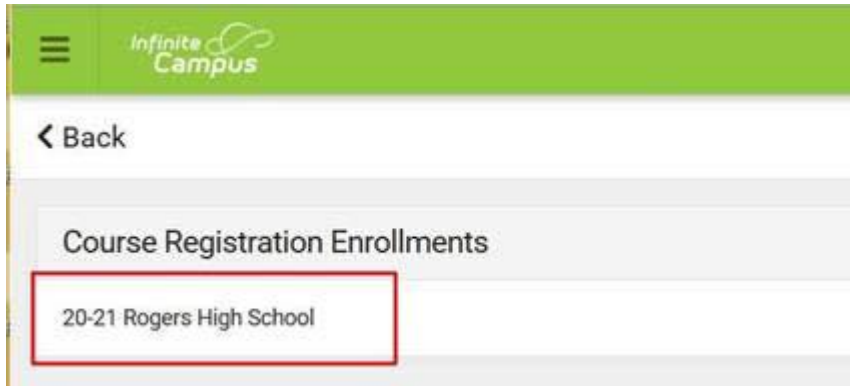 Infinite
Campus
Back
Course Registration Enrollments
20-21 Rogers High School